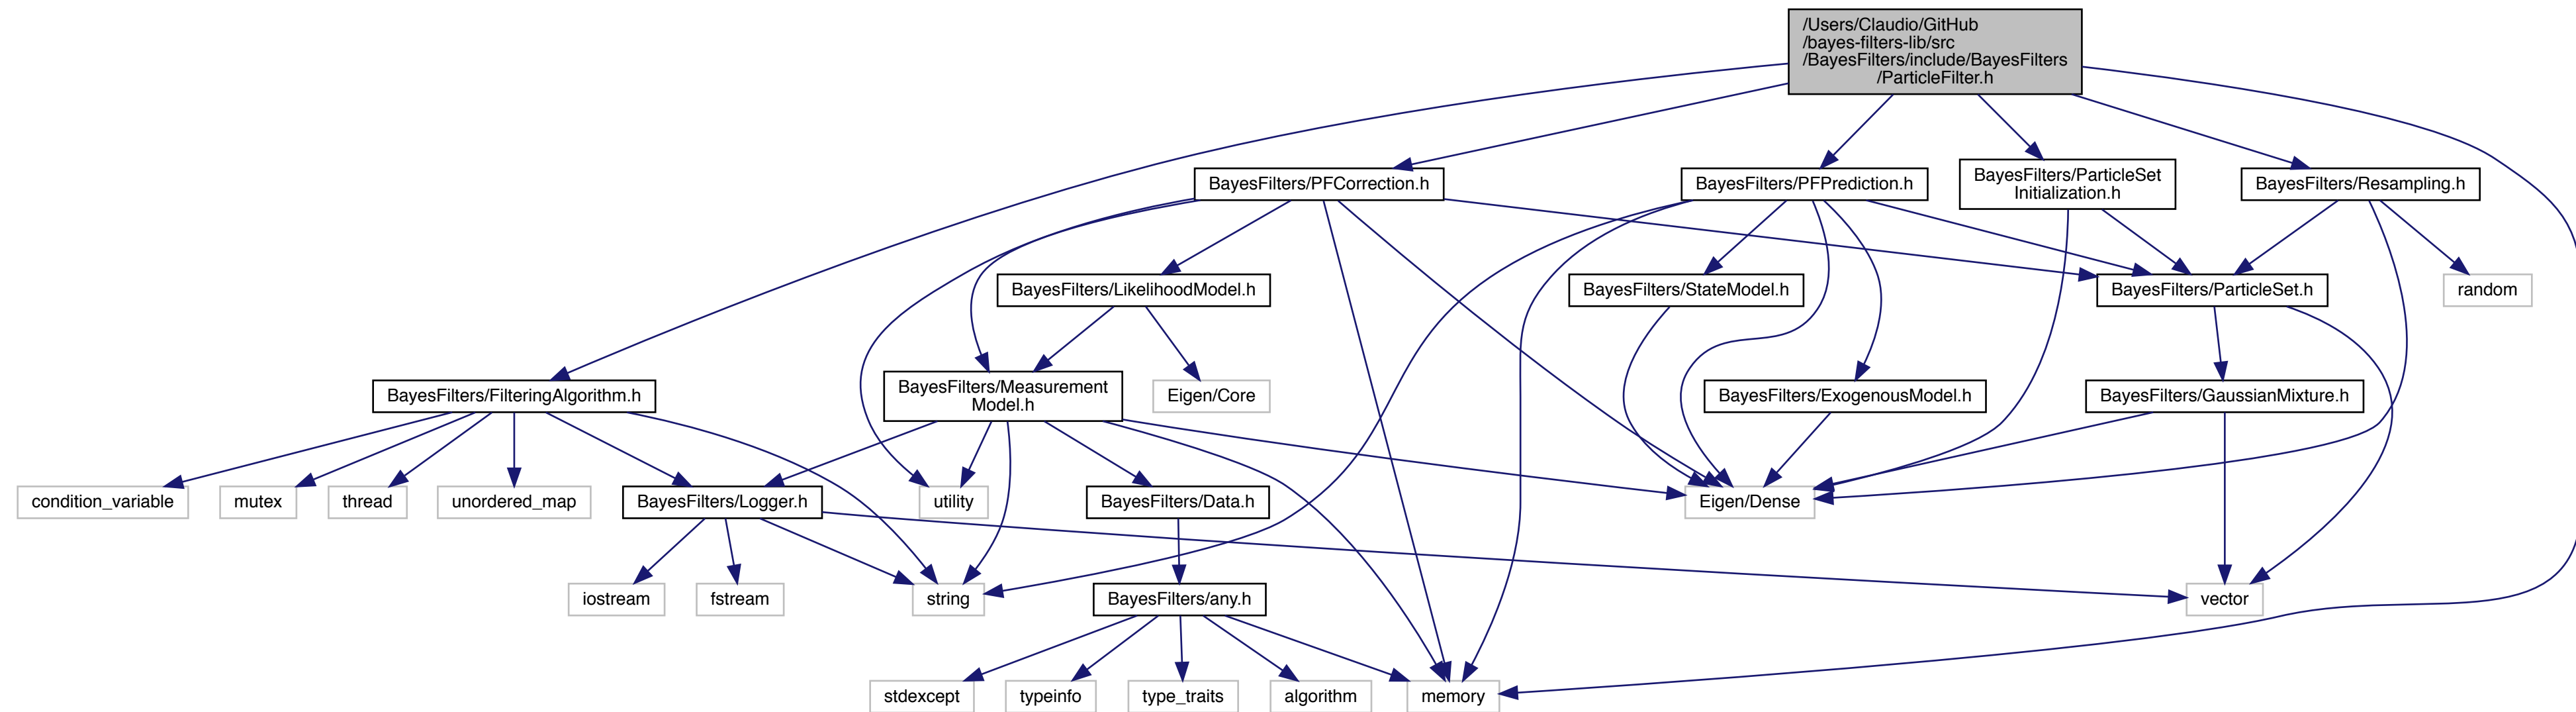 /Users/Claudio/GitHub
/bayes-filters-lib/src
/BayesFilters/include/BayesFilters
/ParticleFilter.h
BayesFilters/PFCorrection.h
BayesFilters/PFPrediction.h
BayesFilters/ParticleSet
Initialization.h
BayesFilters/Resampling.h
BayesFilters/LikelihoodModel.h
BayesFilters/StateModel.h
BayesFilters/ParticleSet.h
random
BayesFilters/FilteringAlgorithm.h
BayesFilters/Measurement
Model.h
Eigen/Core
BayesFilters/ExogenousModel.h
BayesFilters/GaussianMixture.h
condition_variable
mutex
thread
unordered_map
BayesFilters/Logger.h
utility
BayesFilters/Data.h
Eigen/Dense
iostream
fstream
string
BayesFilters/any.h
vector
stdexcept
typeinfo
type_traits
algorithm
memory